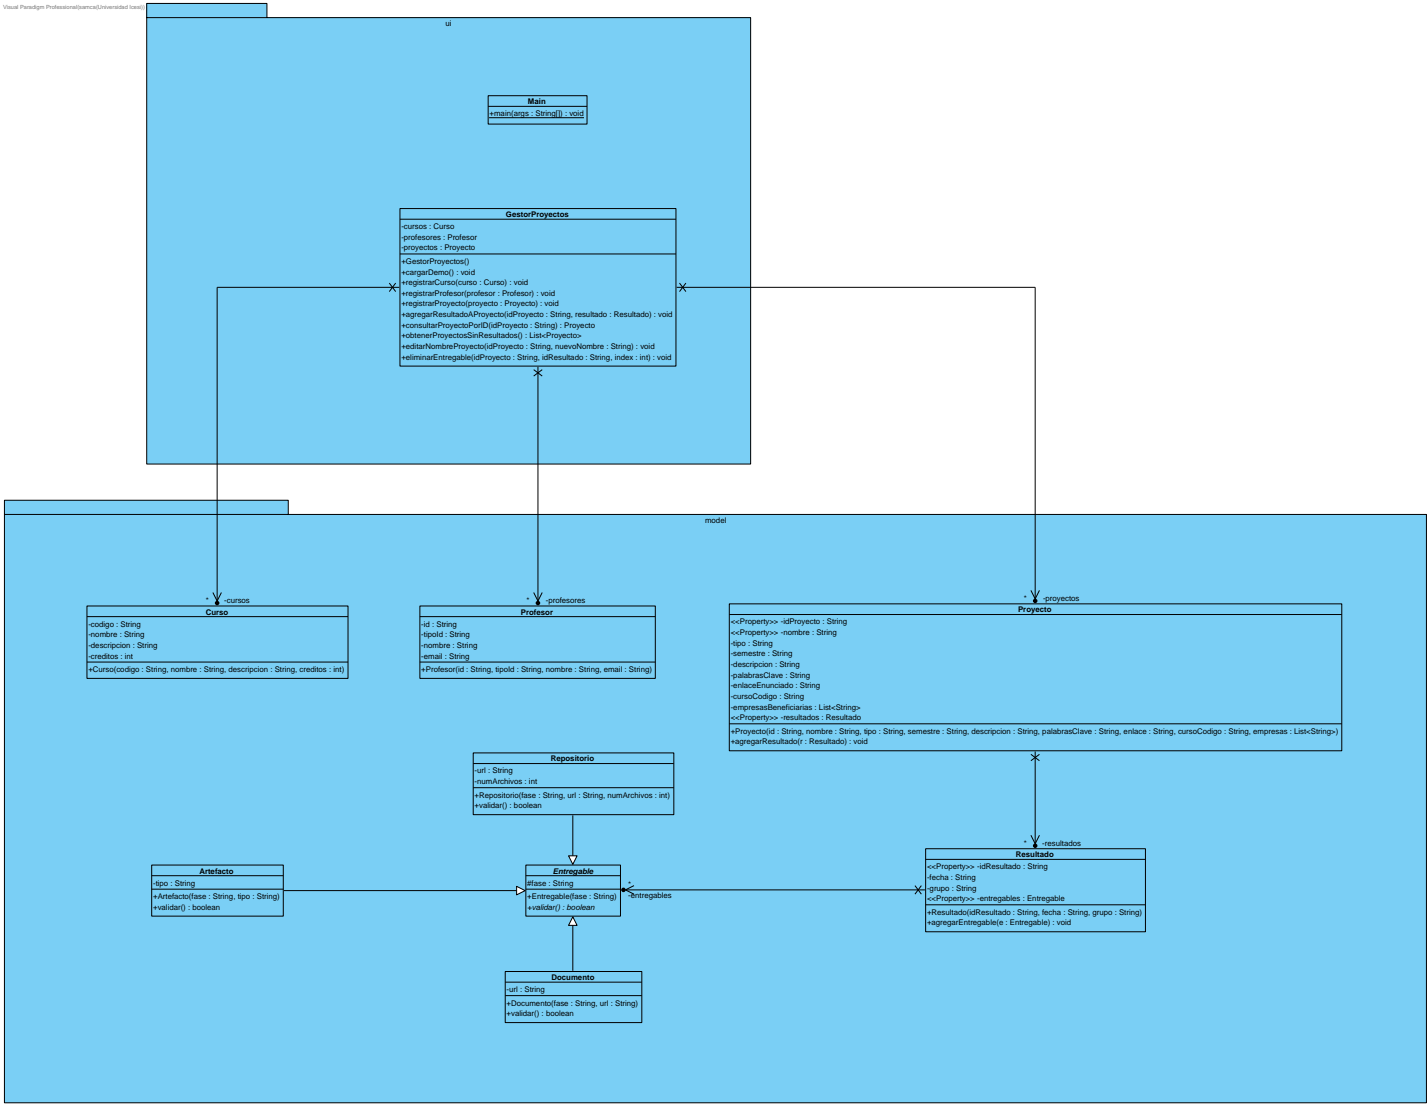 Visual Paradigm Professional(samca(Universidad Icesi))
ui
Main
+main(args : String[]) : void
GestorProyectos
-cursos : Curso
-profesores : Profesor
-proyectos : Proyecto
+GestorProyectos()
+cargarDemo() : void
+registrarCurso(curso : Curso) : void
+registrarProfesor(profesor : Profesor) : void
+registrarProyecto(proyecto : Proyecto) : void
+agregarResultadoAProyecto(idProyecto : String, resultado : Resultado) : void
+consultarProyectoPorID(idProyecto : String) : Proyecto
+obtenerProyectosSinResultados() : List<Proyecto>
+editarNombreProyecto(idProyecto : String, nuevoNombre : String) : void
+eliminarEntregable(idProyecto : String, idResultado : String, index : int) : void
model
* -cursos
Curso
-codigo : String
-nombre : String
-descripcion : String
-creditos : int
+Curso(codigo : String, nombre : String, descripcion : String, creditos : int)
* -profesores
Profesor
-id : String
-tipoId : String
-nombre : String
-email : String
+Profesor(id : String, tipoId : String, nombre : String, email : String)
* -proyectos
Proyecto
<<Property>> -idProyecto : String
<<Property>> -nombre : String
-tipo : String
-semestre : String
-descripcion : String
-palabrasClave : String
-enlaceEnunciado : String
-cursoCodigo : String
-empresasBeneficiarias : List<String>
<<Property>> -resultados : Resultado
+Proyecto(id : String, nombre : String, tipo : String, semestre : String, descripcion : String, palabrasClave : String, enlace : String, cursoCodigo : String, empresas : List<String>)
+agregarResultado(r : Resultado) : void
Repositorio
-url : String
-numArchivos : int
+Repositorio(fase : String, url : String, numArchivos : int)
+validar() : boolean
Artefacto
-tipo : String
+Artefacto(fase : String, tipo : String)
+validar() : boolean
Entregable
#fase : String
+Entregable(fase : String)
+validar() : boolean
*
-entregables
* -resultados
Resultado
<<Property>> -idResultado : String
-fecha : String
-grupo : String
<<Property>> -entregables : Entregable
+Resultado(idResultado : String, fecha : String, grupo : String)
+agregarEntregable(e : Entregable) : void
Documento
-url : String
+Documento(fase : String, url : String)
+validar() : boolean